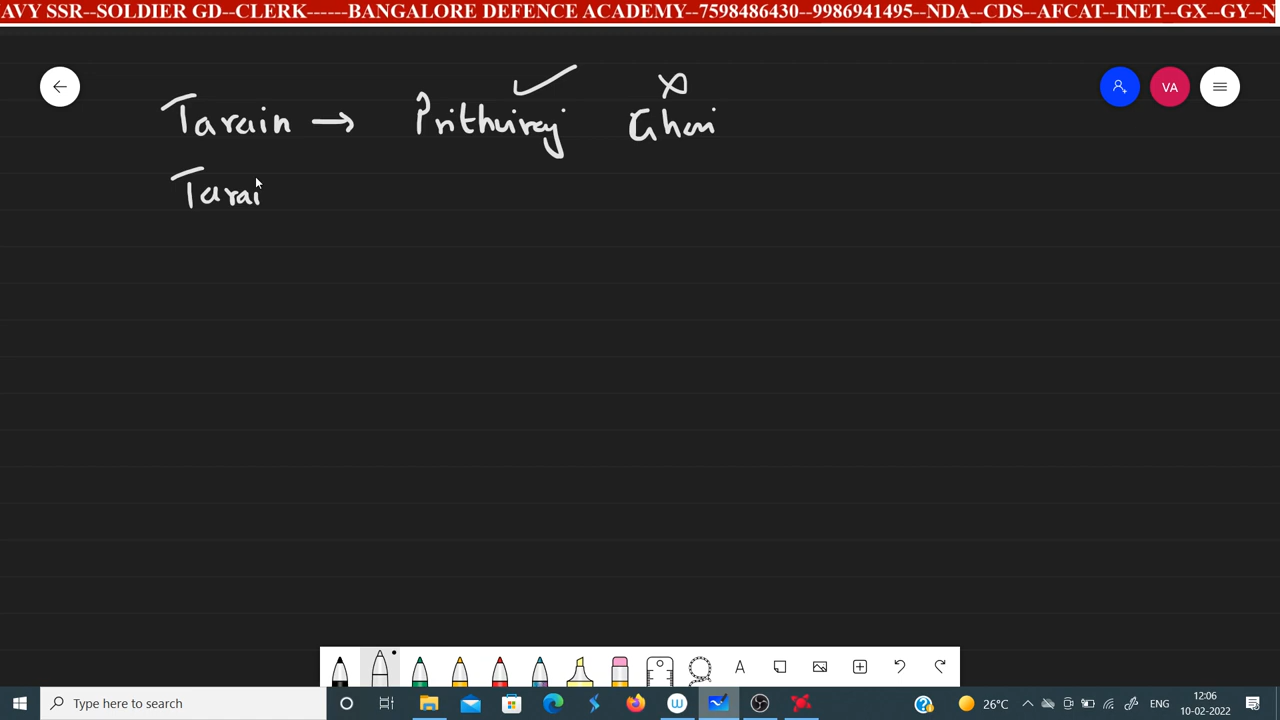 AVY SSR--SOLDIER GD--CLERK------BANGALORE DEFENCE ACADEMY--7598486430--9986941495--NDA--CDS--AFCAT--INET--GX--GY--N
VA
Tarain → Prithviraj ✓ Ghori X
Tarai
A
Type here to search
26°C
ENG
12:06
10-02-2022